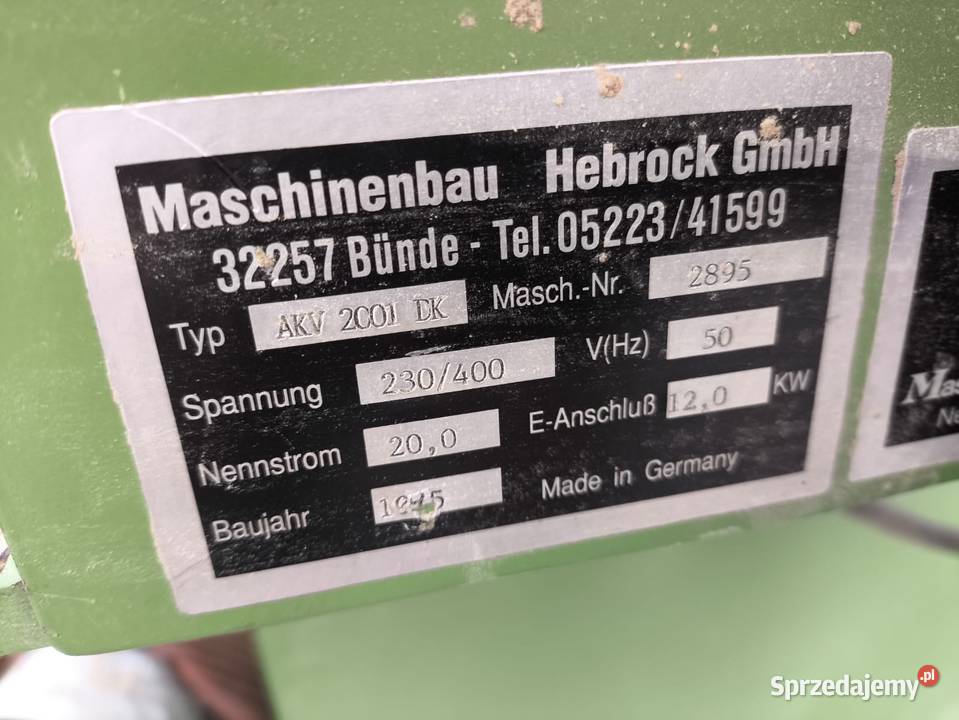 Maschinenbau Hebrock GmbH
32257 Bünde - Tel. 05223/41599
Typ AKV 2001 DK Masch.-Nr. 2895
Spannung 230/400 V(Hz) 50
Nennstrom 20,0 E-Anschluß 12,0 KW
Baujahr Made in Germany
Sprzedajemy.pl